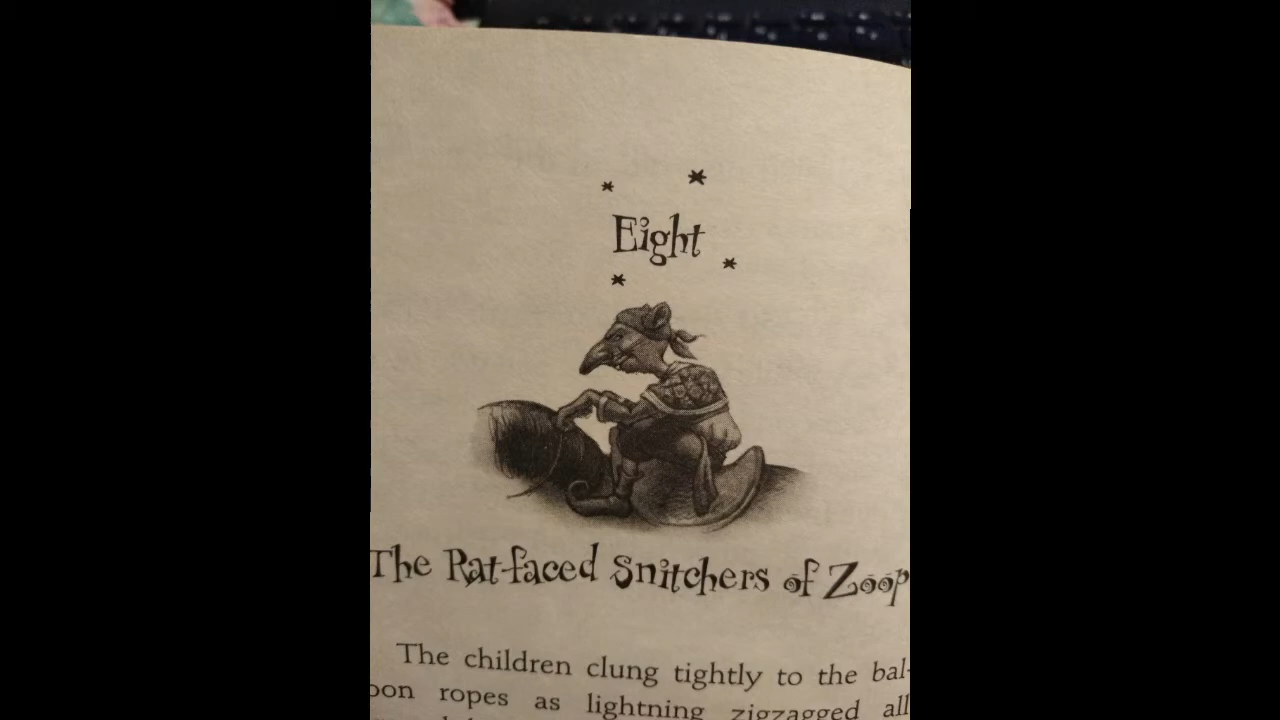 Eight
The Rat-faced Snitchers of Zoop
The children clung tightly to the bal-
oon ropes as lightning zigzagged all